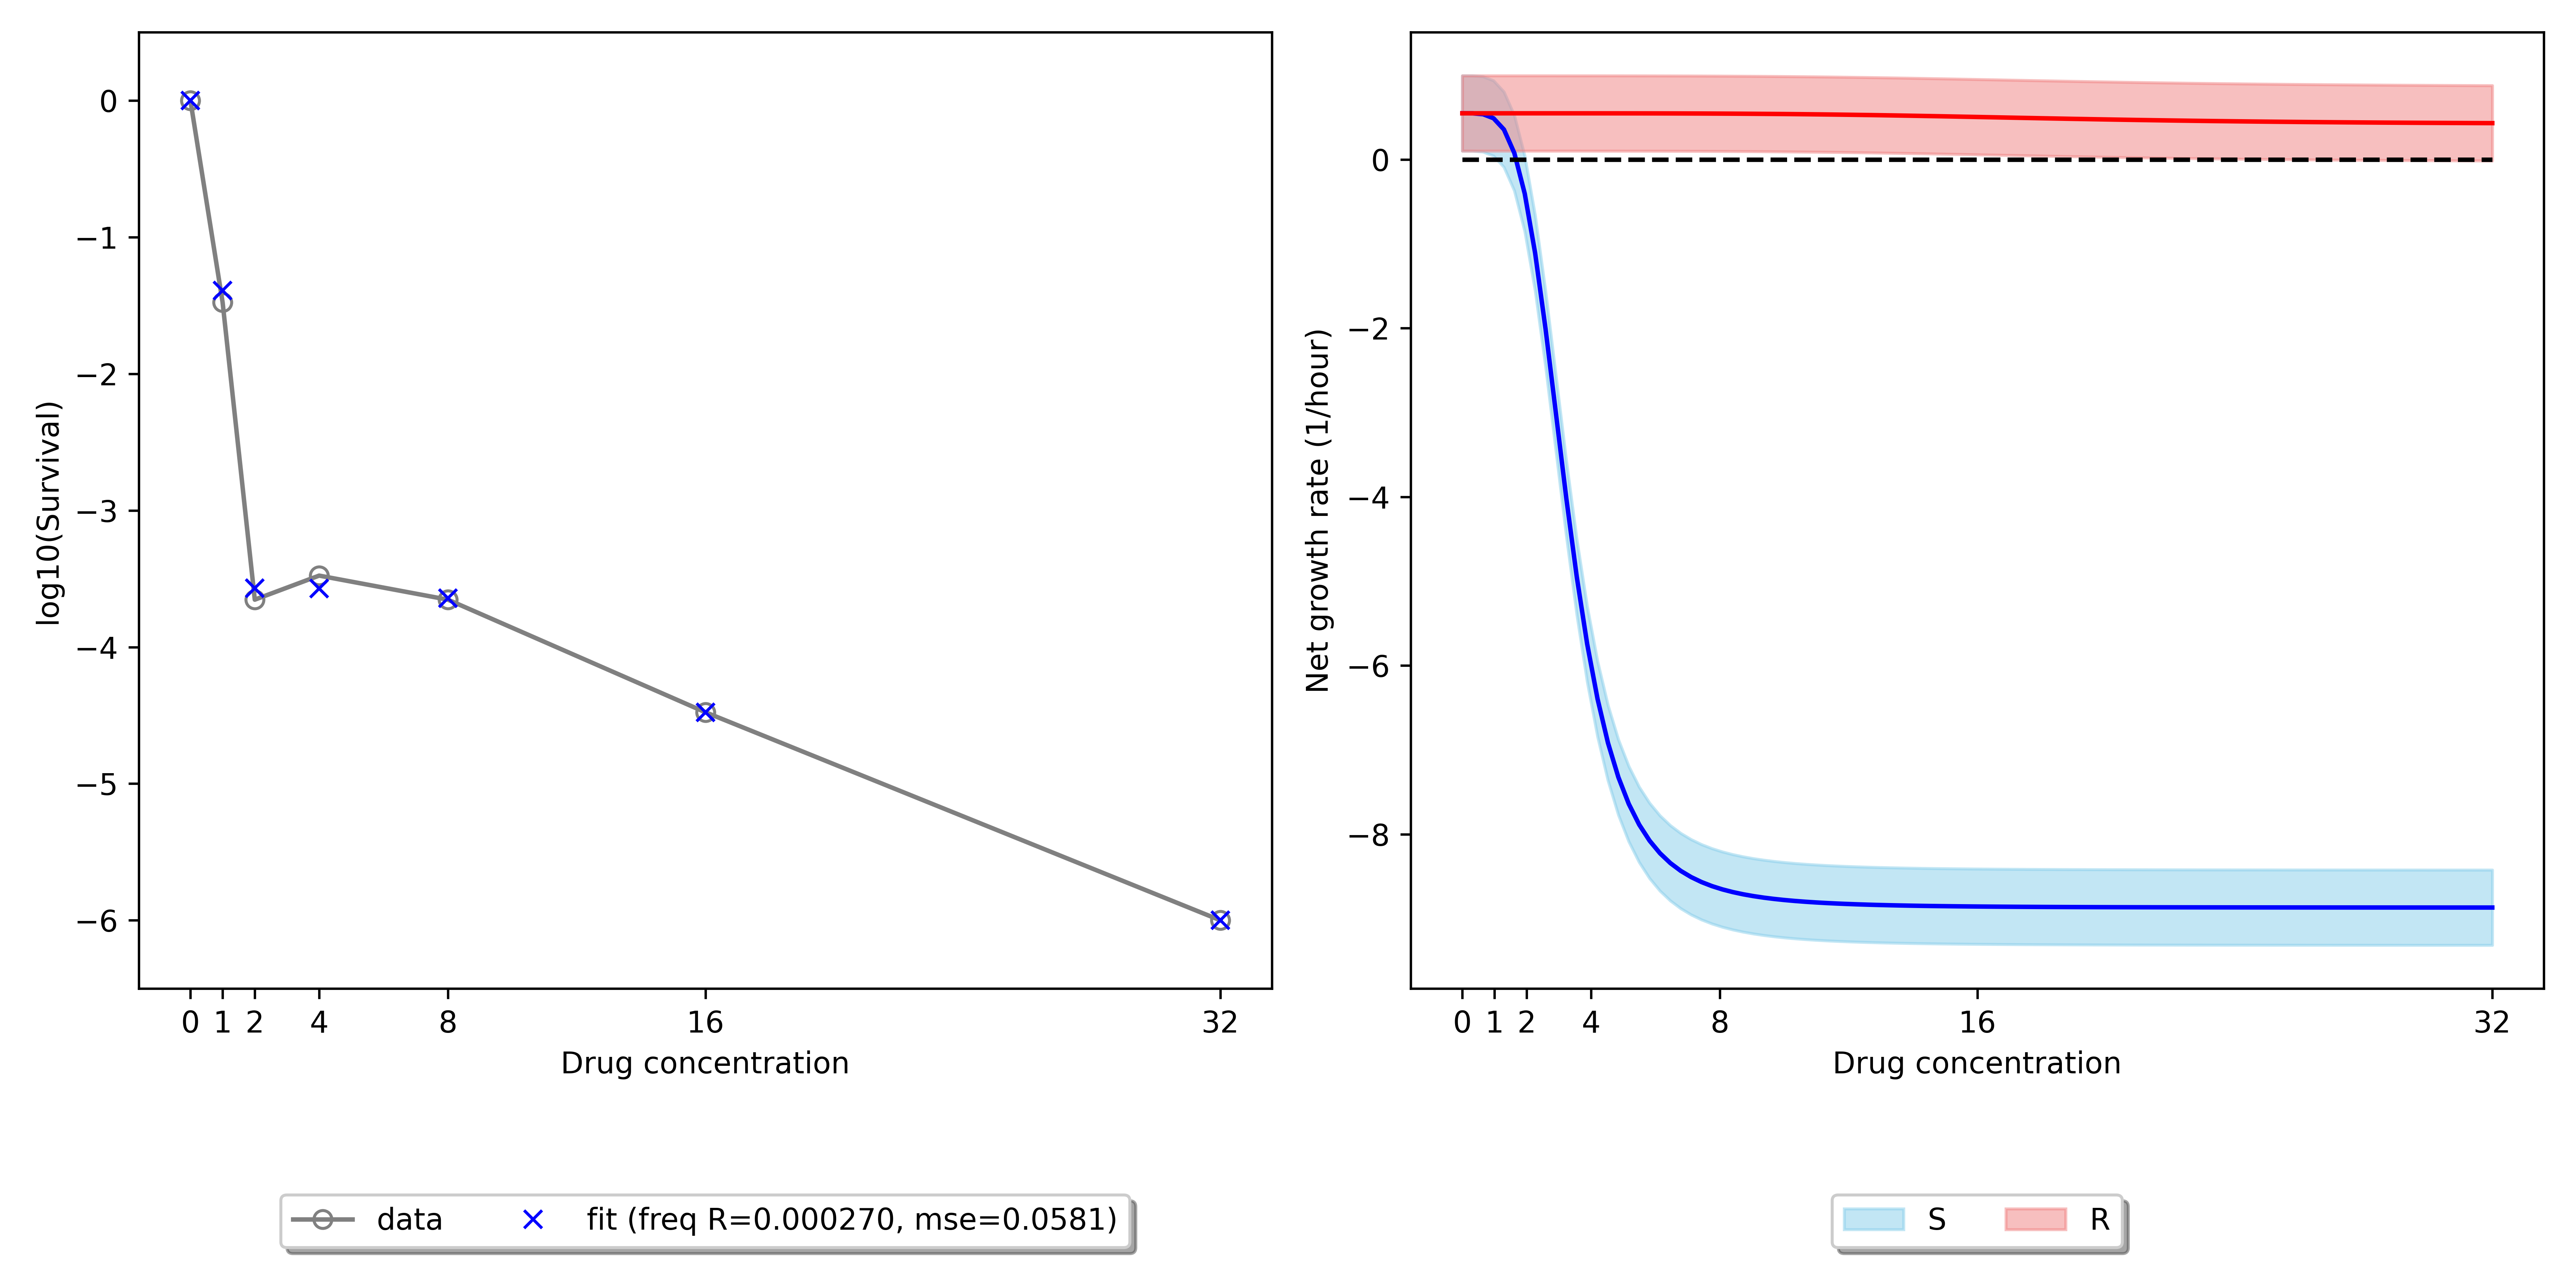 0
−1
−2
−3
−4
−5
−6
log10(Survival)
0 1 2 4 8 16 32
Drug concentration
data fit (freq R=0.000270, mse=0.0581)
0
−2
−4
−6
−8
Net growth rate (1/hour)
0 1 2 4 8 16 32
Drug concentration
S R